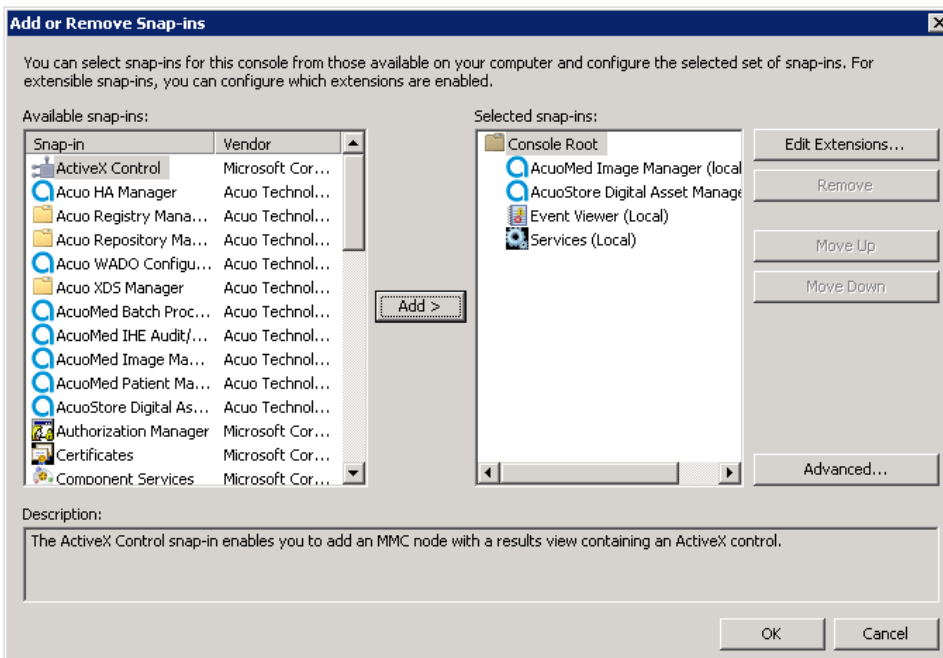 Add or Remove Snap-ins
You can select snap-ins for this console from those available on your computer and configure the selected set of snap-ins. For
extensible snap-ins, you can configure which extensions are enabled.
Available snap-ins:
Snap-in Vendor
ActiveX Control Microsoft Cor...
Acuo HA Manager Acuo Technol...
Acuo Registry Mana... Acuo Technol...
Acuo Repository Ma... Acuo Technol...
Acuo WADO Configu... Acuo Technol...
Acuo XDS Manager Acuo Technol...
AcuoMed Batch Proc... Acuo Technol...
AcuoMed IHE Audit/... Acuo Technol...
AcuoMed Image Ma... Acuo Technol...
AcuoMed Patient Ma... Acuo Technol...
AcuoStore Digital As... Acuo Technol...
Authorization Manager Microsoft Cor...
Certificates Microsoft Cor...
Component Services Microsoft Cor...
Add >
Selected snap-ins:
Console Root
AcuoMed Image Manager (local
AcuoStore Digital Asset Manage
Event Viewer (Local)
Services (Local)
Edit Extensions...
Remove
Move Up
Move Down
Advanced...
Description:
The ActiveX Control snap-in enables you to add an MMC node with a results view containing an ActiveX control.
OK
Cancel